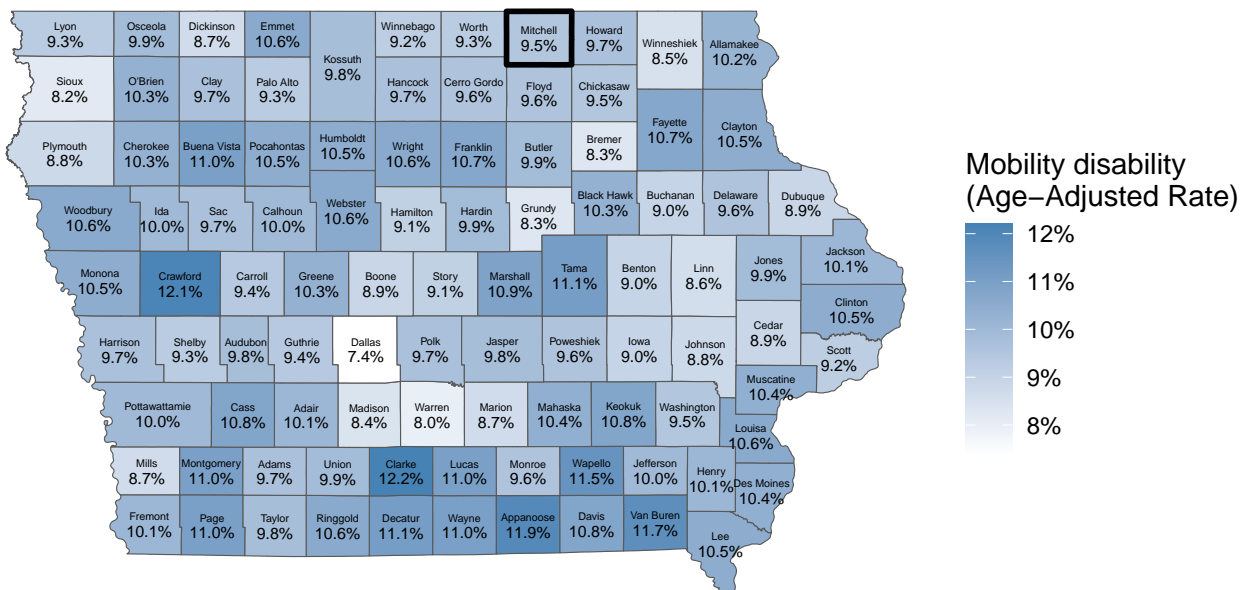 Lyon
9.3%
Osceola
9.9%
Dickinson
8.7%
Emmet
10.6%
Kossuth
9.8%
Winnebago
9.2%
Worth
9.3%
Mitchell
9.5%
Howard
9.7%
Winneshiek
8.5%
Allamakee
10.2%
Sioux
8.2%
O'Brien
10.3%
Clay
9.7%
Palo Alto
9.3%
Hancock
9.7%
Cerro Gordo
9.6%
Floyd
9.6%
Chickasaw
9.5%
Fayette
10.7%
Clayton
10.5%
Plymouth
8.8%
Cherokee
10.3%
Buena Vista
11.0%
Pocahontas
10.5%
Humboldt
10.5%
Wright
10.6%
Franklin
10.7%
Butler
9.9%
Bremer
8.3%
Woodbury
10.6%
Ida
10.0%
Sac
9.7%
Calhoun
10.0%
Webster
10.6%
Hamilton
9.1%
Hardin
9.9%
Grundy
8.3%
Black Hawk
10.3%
Buchanan
9.0%
Delaware
9.6%
Dubuque
8.9%
Monona
10.5%
Crawford
12.1%
Carroll
9.4%
Greene
10.3%
Boone
8.9%
Story
9.1%
Marshall
10.9%
Tama
11.1%
Benton
9.0%
Linn
8.6%
Jones
9.9%
Jackson
10.1%
Clinton
10.5%
Harrison
9.7%
Shelby
9.3%
Audubon
9.8%
Guthrie
9.4%
Dallas
7.4%
Polk
9.7%
Jasper
9.8%
Poweshiek
9.6%
Iowa
9.0%
Johnson
8.8%
Cedar
8.9%
Scott
9.2%
Muscatine
10.4%
Pottawattamie
10.0%
Cass
10.8%
Adair
10.1%
Madison
8.4%
Warren
8.0%
Marion
8.7%
Mahaska
10.4%
Keokuk
10.8%
Washington
9.5%
Louisa
10.6%
Mills
8.7%
Montgomery
11.0%
Adams
9.7%
Union
9.9%
Clarke
12.2%
Lucas
11.0%
Monroe
9.6%
Wapello
11.5%
Jefferson
10.0%
Henry
10.1%
Des Moines
10.4%
Fremont
10.1%
Page
11.0%
Taylor
9.8%
Ringgold
10.6%
Decatur
11.1%
Wayne
11.0%
Appanoose
11.9%
Davis
10.8%
Van Buren
11.7%
Lee
10.5%
Mobility disability
(Age−Adjusted Rate)
12%
11%
10%
9%
8%